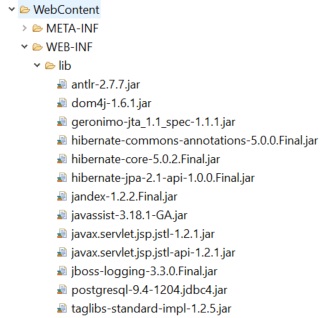 WebContent
META-INF
WEB-INF
lib
antlr-2.7.7.jar
dom4j-1.6.1.jar
geronimo-jta_1.1_spec-1.1.1.jar
hibernate-commons-annotations-5.0.0.Final.jar
hibernate-core-5.0.2.Final.jar
hibernate-jpa-2.1-api-1.0.0.Final.jar
jandex-1.2.2.Final.jar
javassist-3.18.1-GA.jar
javax.servlet.jsp.jstl-1.2.1.jar
javax.servlet.jsp.jstl-api-1.2.1.jar
jboss-logging-3.3.0.Final.jar
postgresql-9.4-1204.jdbc4.jar
taglibs-standard-impl-1.2.5.jar